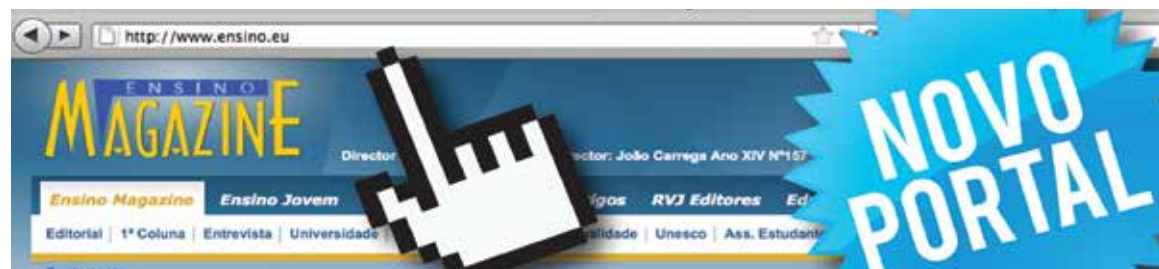 http://www.ensino.eu
ENSINO
MAGAZINE
Director
ector: João Carrega Ano XIV Nº157
NOVO
PORTAL
Ensino Magazine Ensino Jovem igos RVJ Editores Ed
Editorial | 1ª Coluna | Entrevista | Universidade | alidade | Unesco | Ass. Estudant